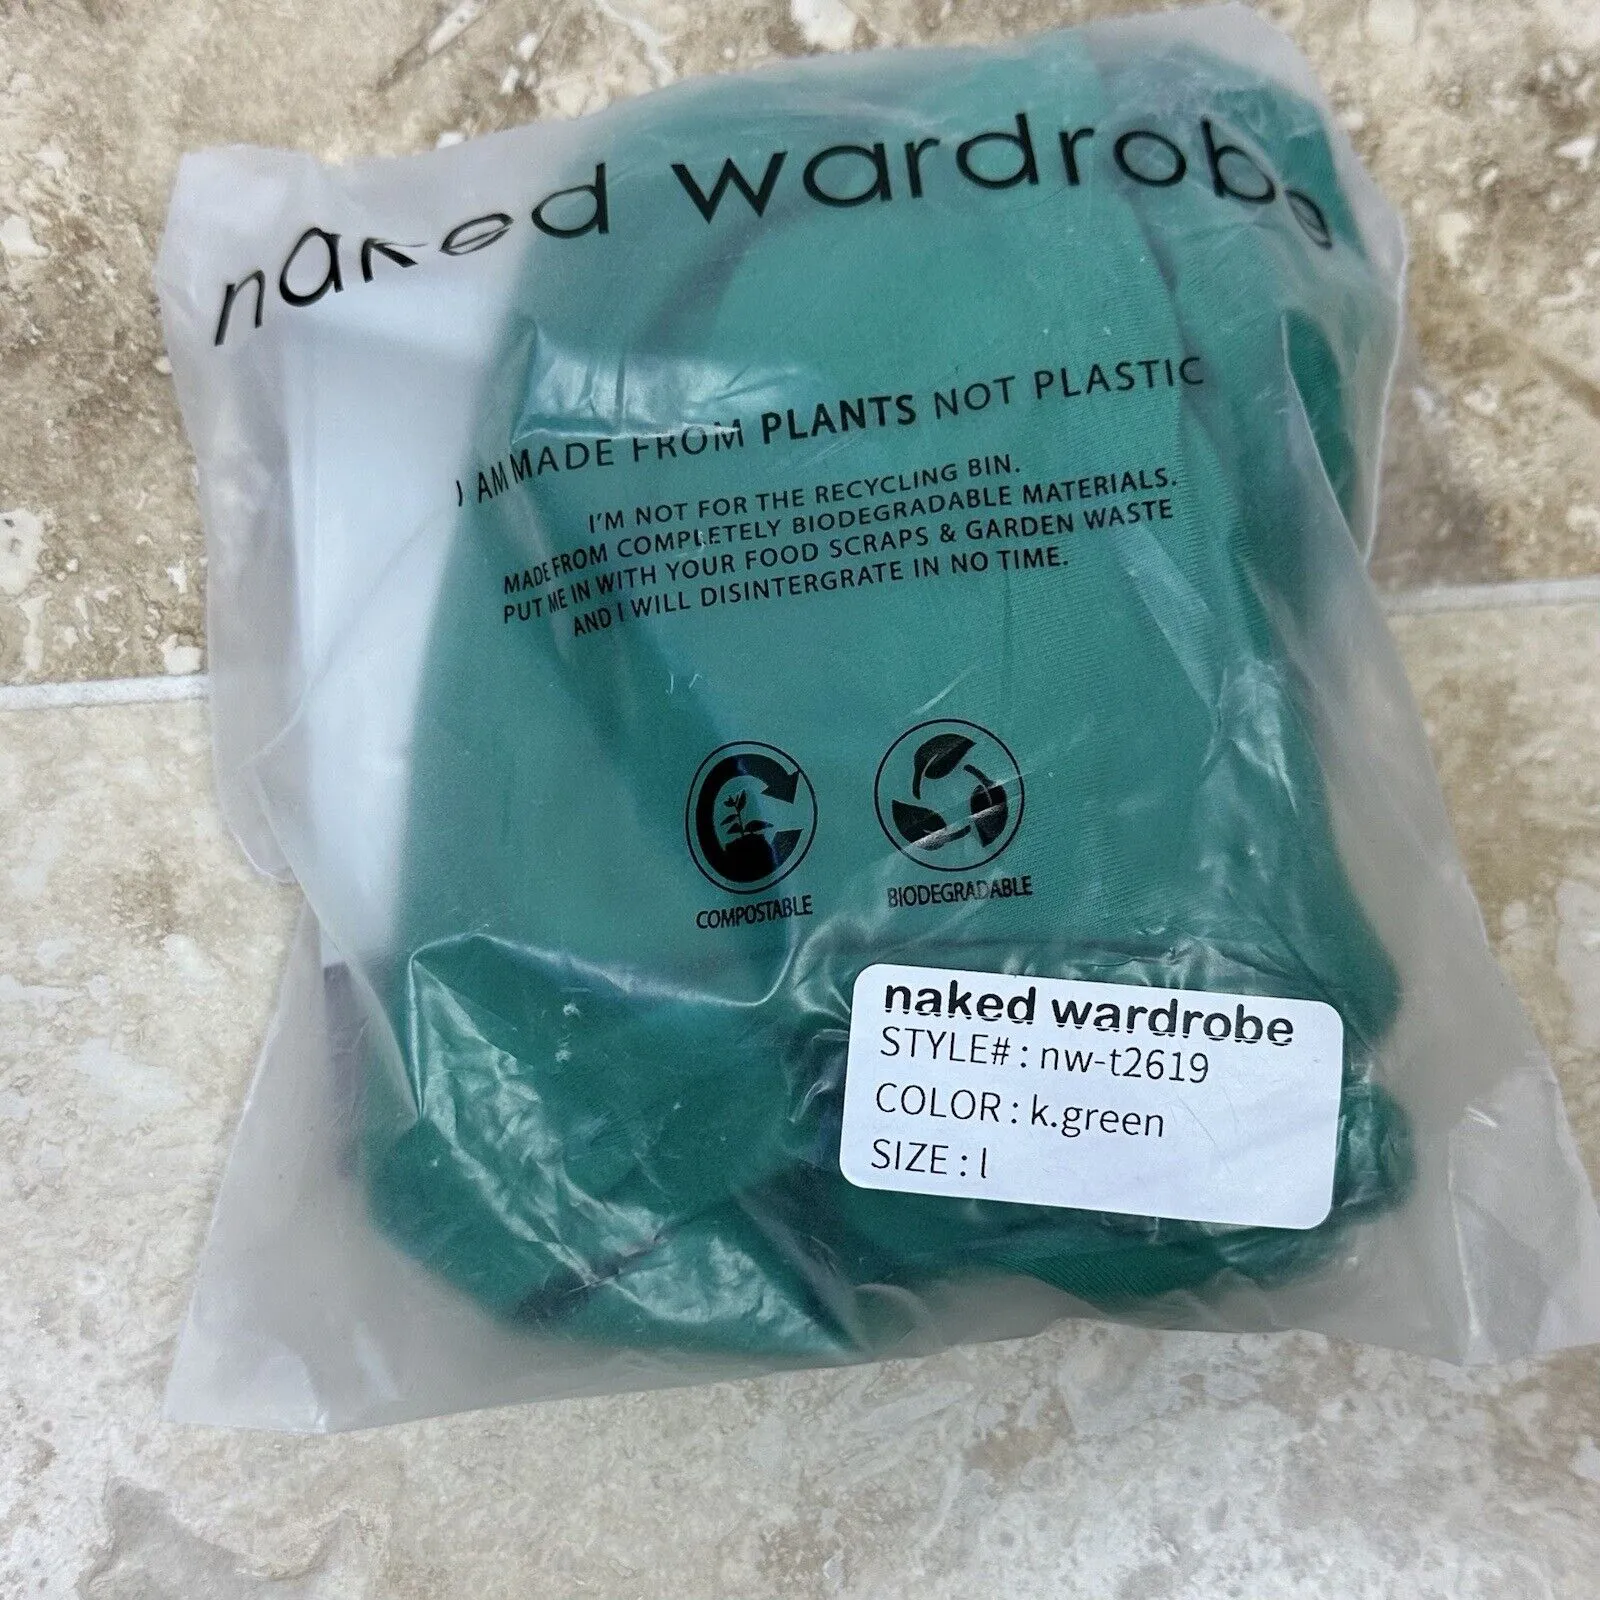 naked wardrobe
I AM MADE FROM PLANTS NOT PLASTIC
I'M NOT FOR THE RECYCLING BIN.
MADE FROM COMPLETELY BIODEGRADABLE MATERIALS.
PUT ME IN WITH YOUR FOOD SCRAPS & GARDEN WASTE
AND I WILL DISINTERGRATE IN NO TIME.
COMPOSTABLE
BIODEGRADABLE
naked wardrobe
STYLE# : nw-t2619
COLOR : k.green
SIZE : l